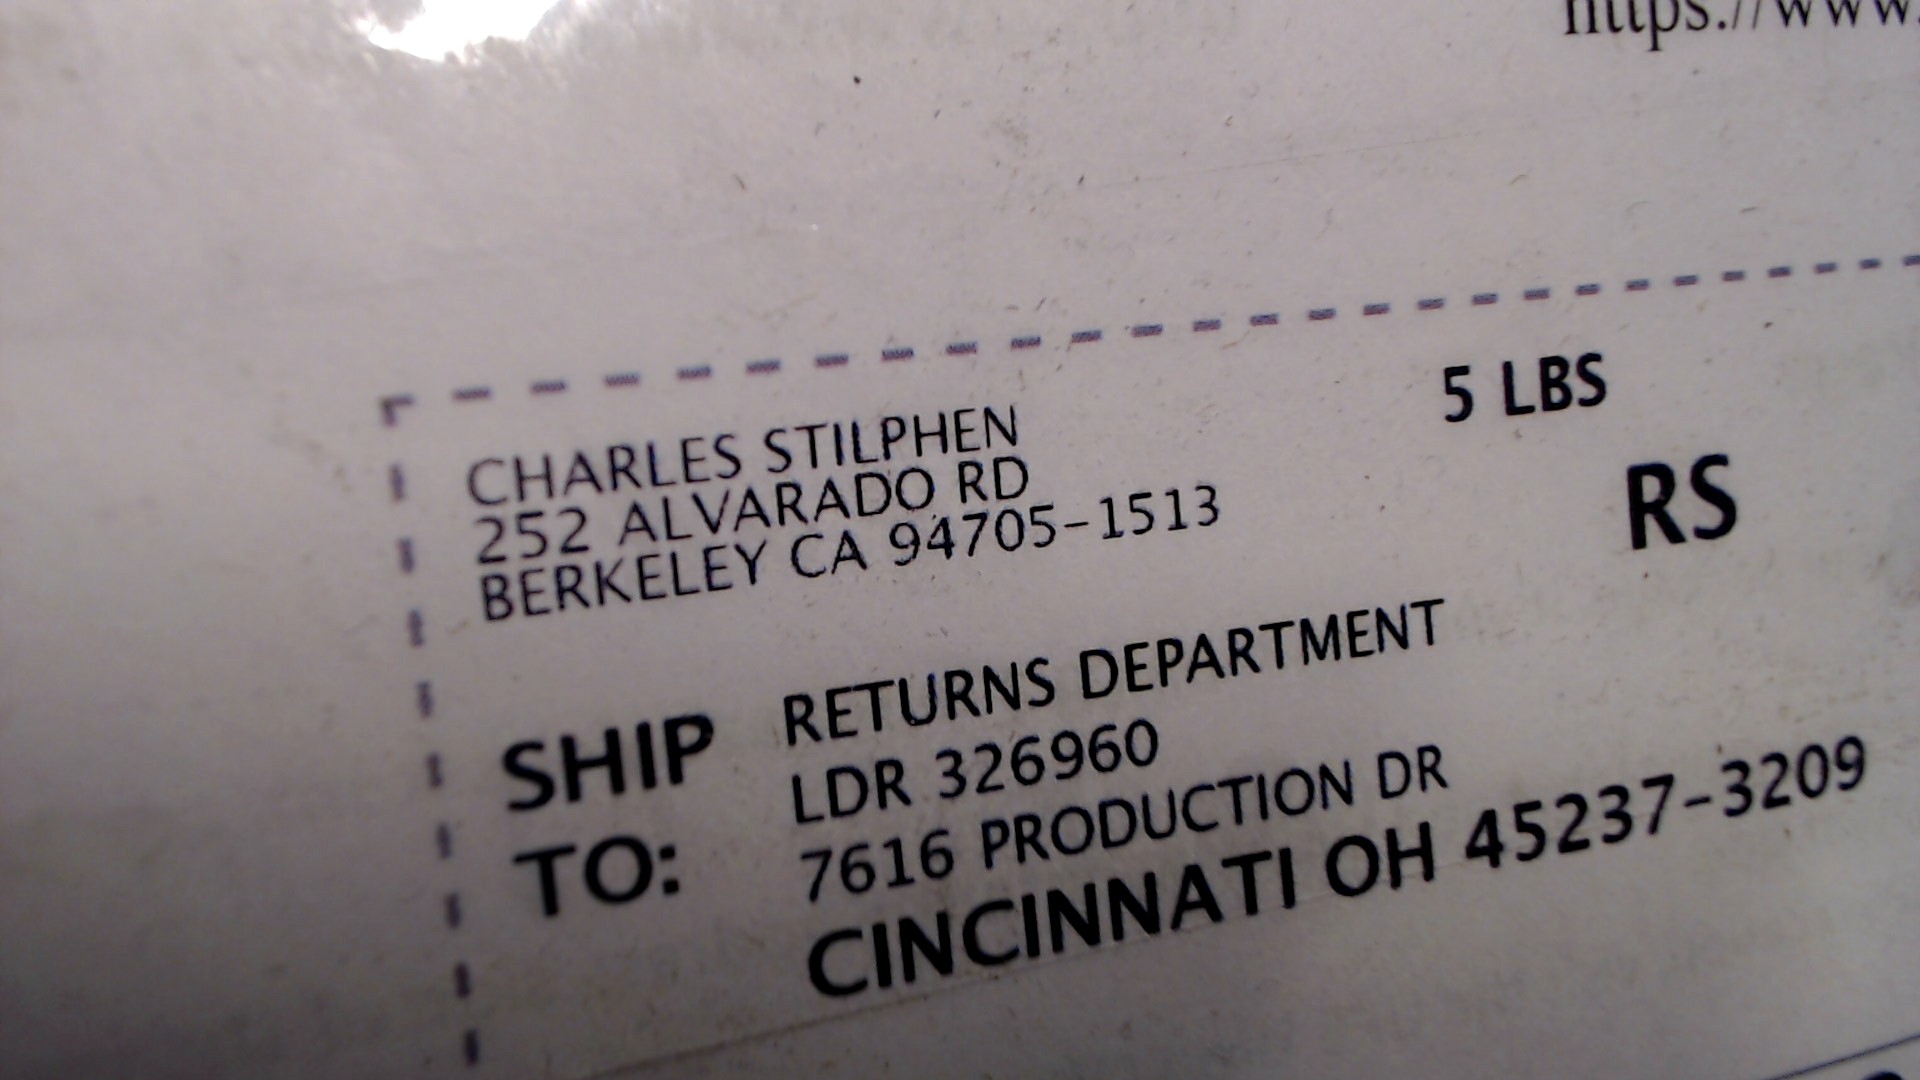 https://www.
CHARLES STILPHEN
252 ALVARADO RD
BERKELEY CA 94705-1513
5 LBS
RS
SHIP TO:
RETURNS DEPARTMENT
LDR 326960
7616 PRODUCTION DR
CINCINNATI OH 45237-3209